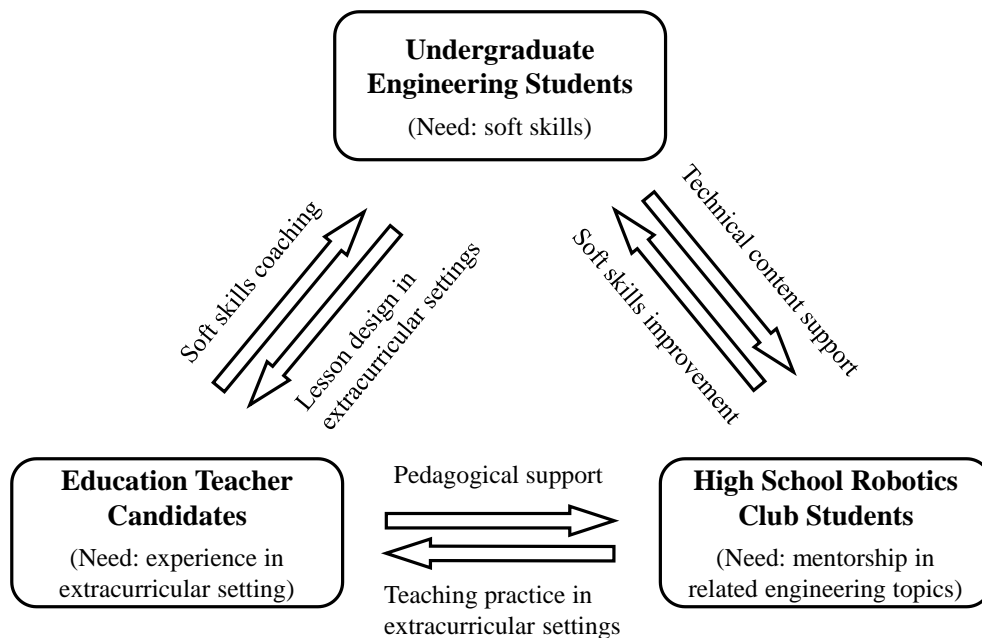 Undergraduate
Engineering Students
(Need: soft skills)
Soft skills coaching
Lesson design in
extracurricular settings
Soft skills improvement
Technical content support
Education Teacher
Candidates
(Need: experience in
extracurricular setting)
Pedagogical support
Teaching practice in
extracurricular settings
High School Robotics
Club Students
(Need: mentorship in
related engineering topics)